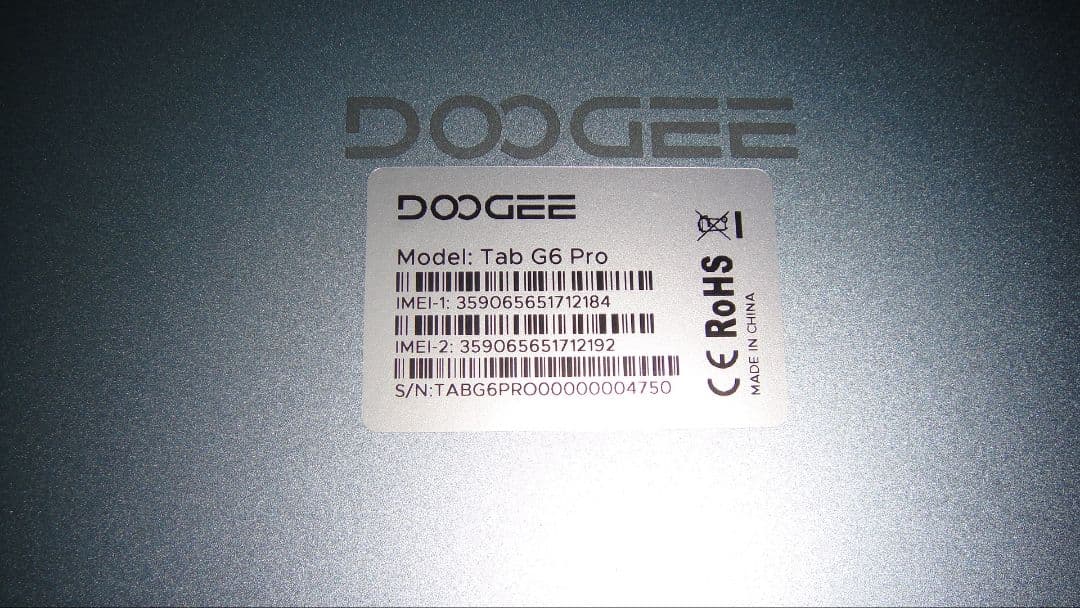 DOOGEE
DOOGEE
Model: Tab G6 Pro
IMEI-1: 359065651712184
IMEI-2: 359065651712192
S/N:TABG6PRO00000004750
CE RoHS
MADE IN CHINA